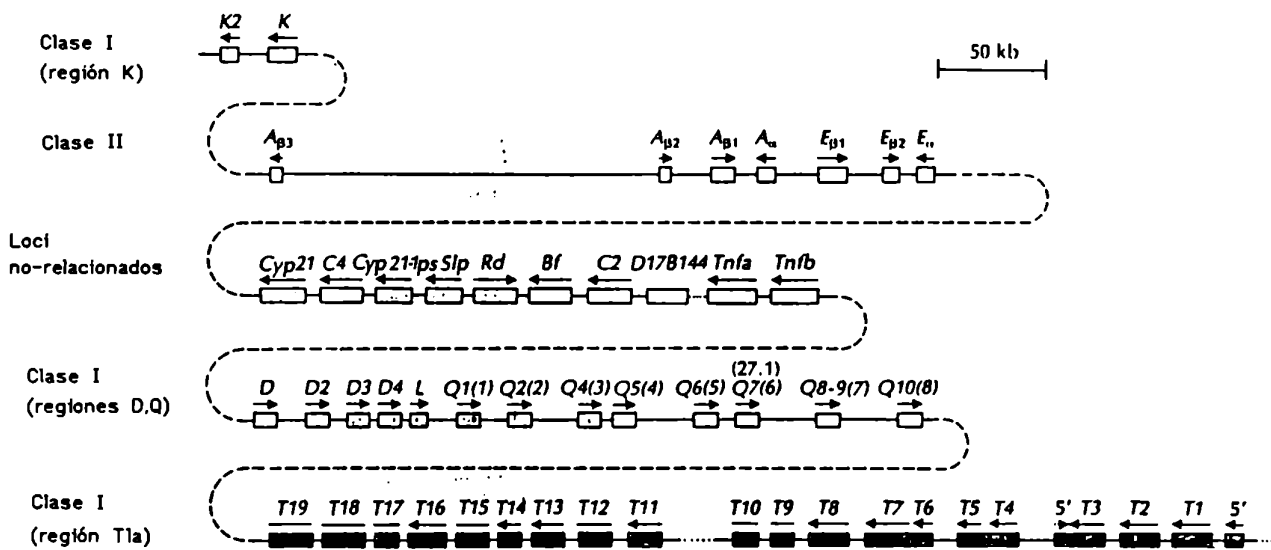 K2 K
Clase I
(región K)
50 kb
Clase II
Aβ3 Aβ2 Aβ1 Aα Eβ1 Eβ2 Eα
Loci
no-relacionados
Cyp21 C4 Cyp21-1ps Slp Rd Bf C2 D17B144 Tnfa Tnfb
(27.1)
Clase I
(regiones D,Q)
D D2 D3 D4 L Q1(1) Q2(2) Q4(3) Q5(4) Q6(5) Q7(6) Q8-9(7) Q10(8)
Clase I
(región T1a)
T19 T18 T17 T16 T15 T14 T13 T12 T11 T10 T9 T8 T7 T6 T5 T4 5' T3 T2 T1 5'